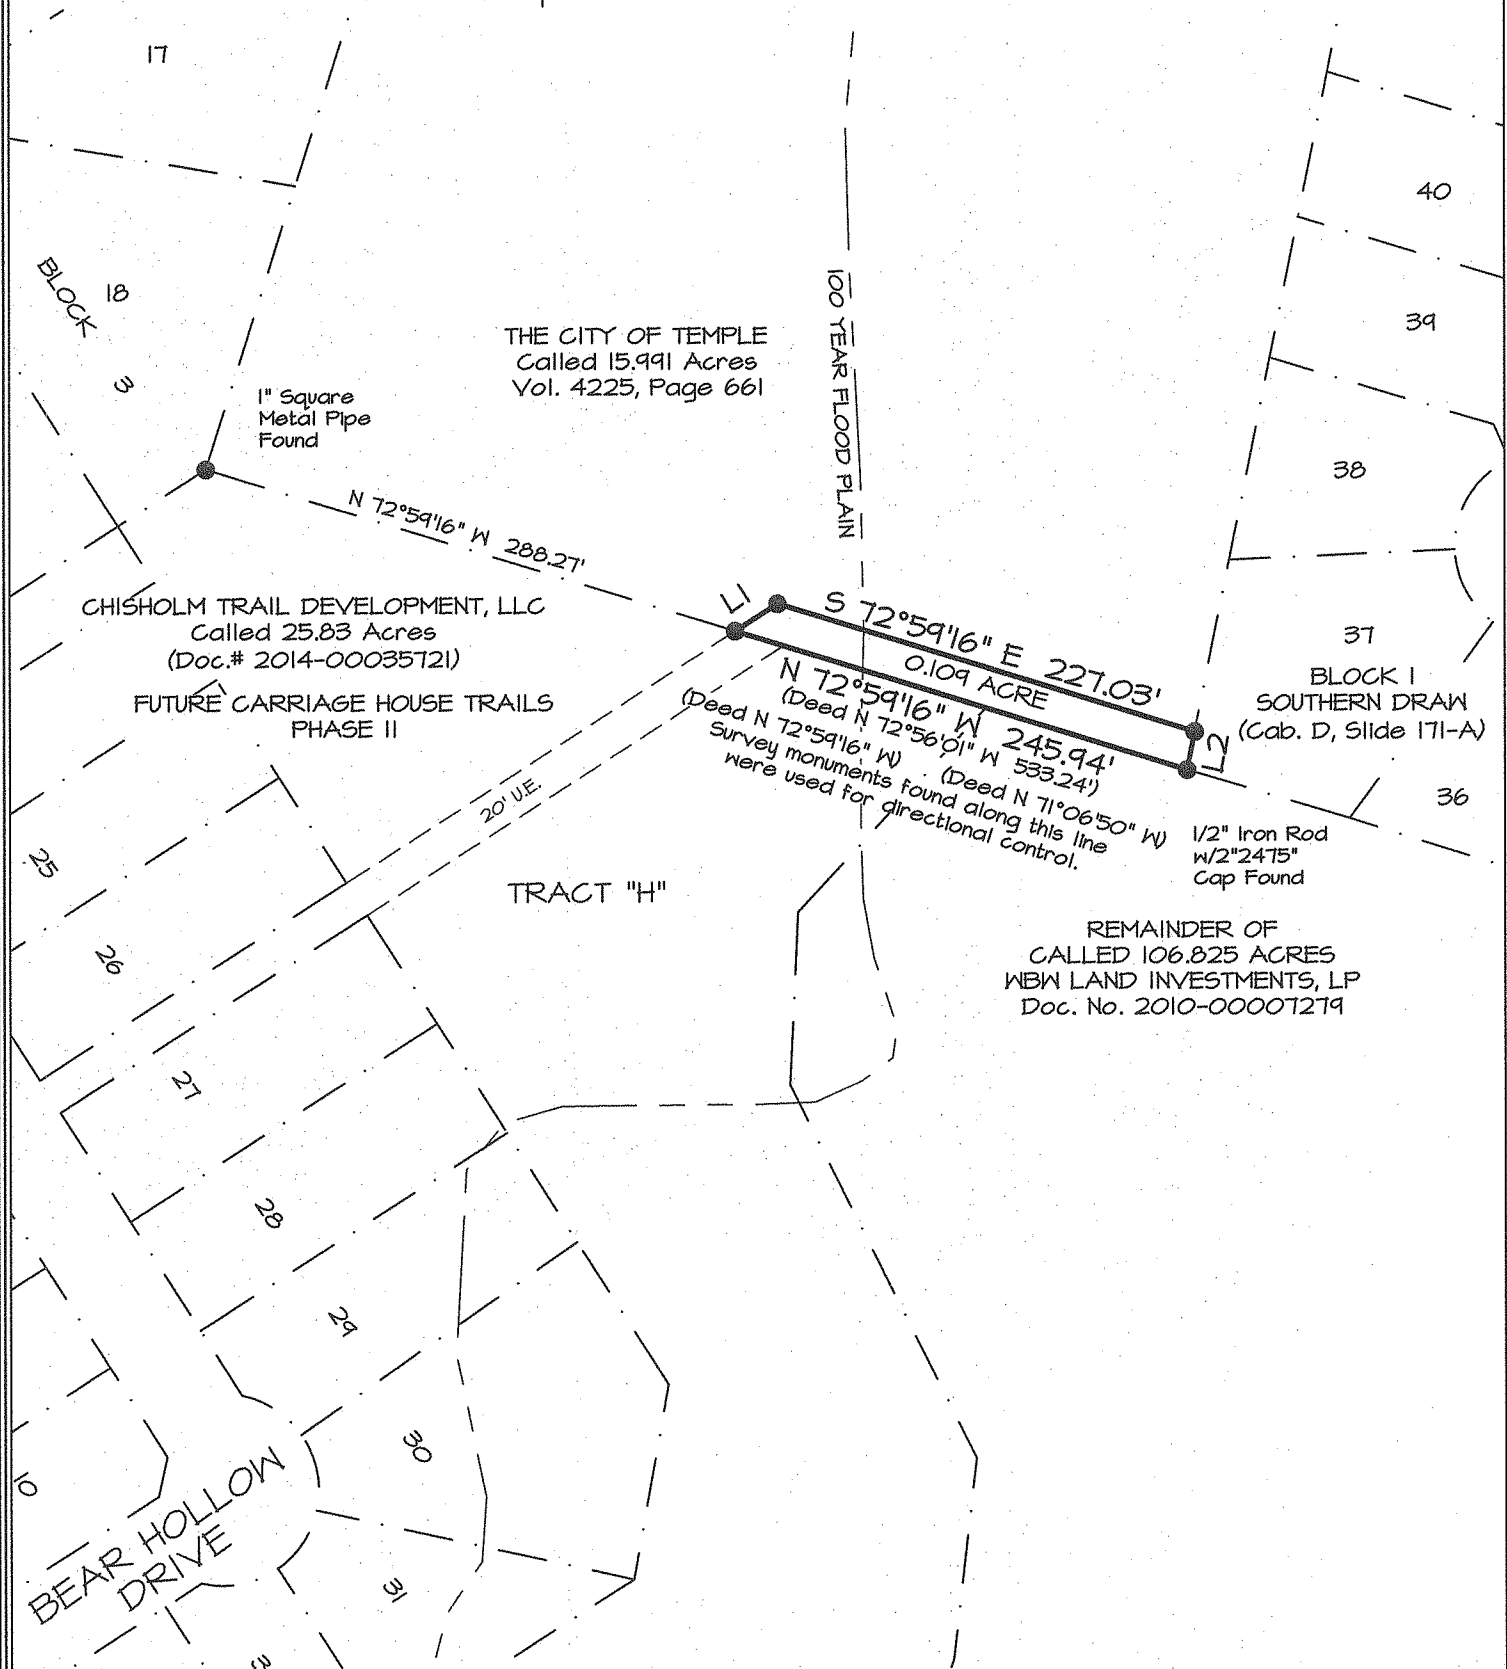 17
40
BLOCK
3
18
39
THE CITY OF TEMPLE
Called 15.991 Acres
Vol. 4225, Page 661
100 YEAR FLOOD PLAIN
1" Square
Metal Pipe
Found
38
N 72°59'16" W 288.27'
CHISHOLM TRAIL DEVELOPMENT, LLC
Called 25.83 Acres
(Doc.# 2014-00035721)
FUTURE CARRIAGE HOUSE TRAILS
PHASE II
L1
S 72°59'16" E 227.03'
0.109 ACRE
N 72°59'16" W 245.94'
(Deed N 72°56'01" W 533.24')
(Deed N 72°59'16" W) (Deed N 71°06'50" W)
Survey monuments found along this line
were used for directional control.
L2
37
BLOCK 1
SOUTHERN DRAW
(Cab. D, Slide 171-A)
36
1/2" Iron Rod
w/2"2475"
Cap Found
20' U.E.
TRACT "H"
REMAINDER OF
CALLED 106.825 ACRES
WBW LAND INVESTMENTS, LP
Doc. No. 2010-00007279
25
26
27
28
29
30
31
10
BEAR HOLLOW
DRIVE